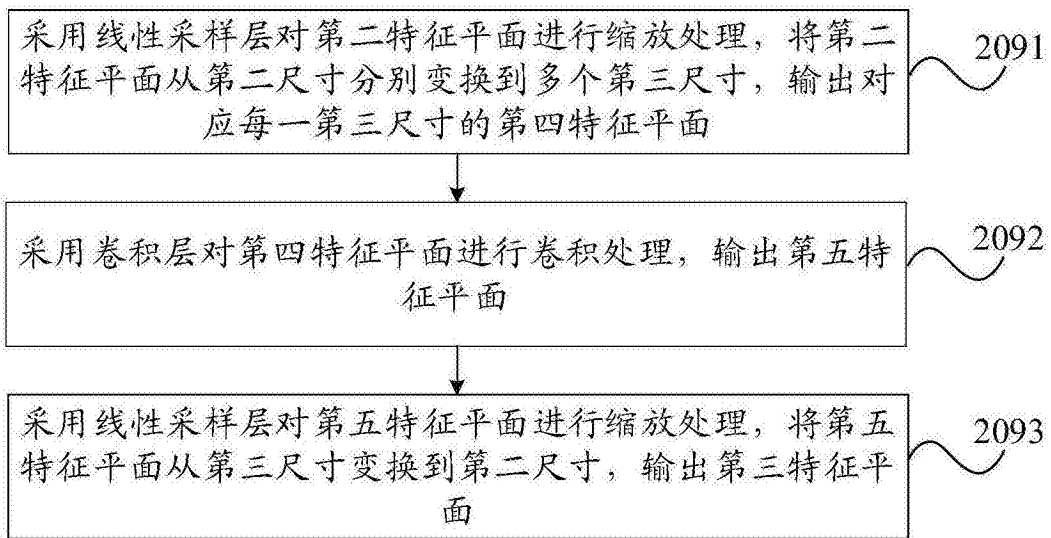 采用线性采样层对第二特征平面进行缩放处理，将第二
特征平面从第二尺寸分别变换到多个第三尺寸，输出对
应每一第三尺寸的第四特征平面
2091
采用卷积层对第四特征平面进行卷积处理，输出第五特
征平面
2092
采用线性采样层对第五特征平面进行缩放处理，将第五
特征平面从第三尺寸变换到第二尺寸，输出第三特征平
面
2093